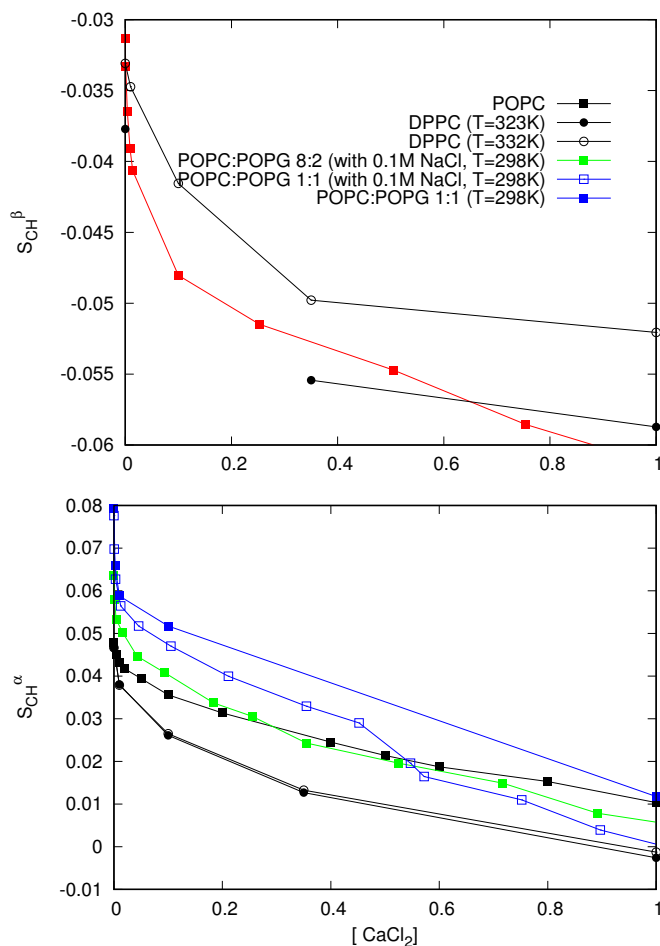 -0.03
-0.035
-0.04
-0.045
-0.05
-0.055
-0.06
S_CH^β
POPC
DPPC (T=323K)
DPPC (T=332K)
POPC:POPG 8:2 (with 0.1M NaCl, T=298K)
POPC:POPG 1:1 (with 0.1M NaCl, T=298K)
POPC:POPG 1:1 (T=298K)
0 0.2 0.4 0.6 0.8 1
0.08
0.07
0.06
0.05
0.04
0.03
0.02
0.01
0
-0.01
S_CH^α
0 0.2 0.4 0.6 0.8 1
[ CaCl₂]